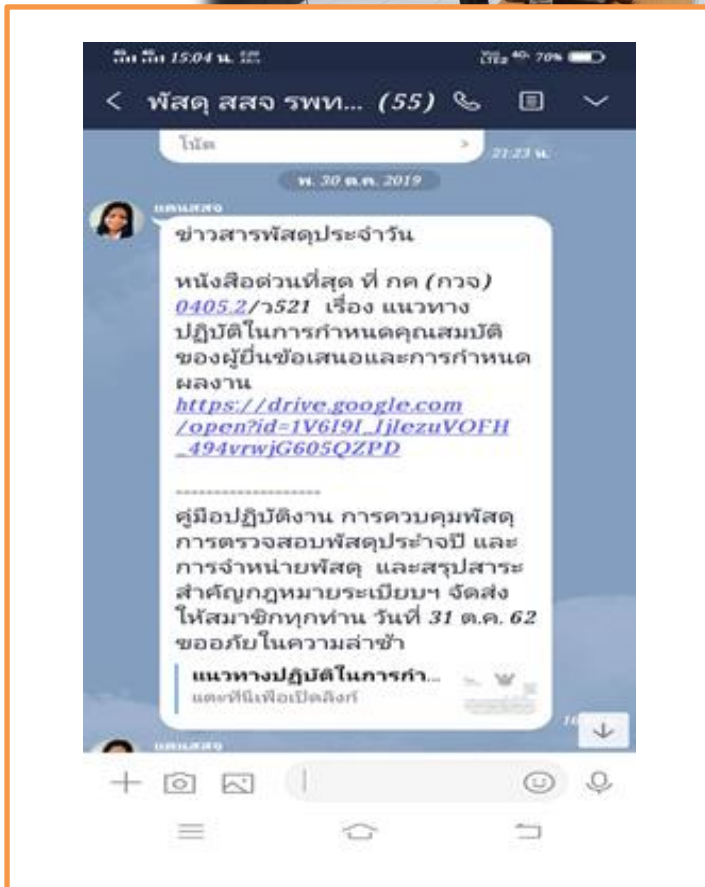 15:04 น.
70%
พัสดุ สสจ รพท... (55)
โน้ต
21:23 น.
พ. 30 ต.ค. 2019
ข่าวสารพัสดุประจำวัน
หนังสือด่วนที่สุด ที่ กค (กวจ)
0405.2/ว521 เรื่อง แนวทาง
ปฏิบัติในการกำหนดคุณสมบัติ
ของผู้ยื่นข้อเสนอและการกำหนด
ผลงาน
https://drive.google.com
/open?id=1V6I9I_IjlezuVOFH
_494vrwjG605QZPD
--------------------
คู่มือปฏิบัติงาน การควบคุมพัสดุ
การตรวจสอบพัสดุประจำปี และ
การจำหน่ายพัสดุ และสรุปสาระ
สำคัญกฎหมายระเบียบฯ จัดส่ง
ให้สมาชิกทุกท่าน วันที่ 31 ต.ค. 62
ขออภัยในความล่าช้า
แนวทางปฏิบัติในการกำ...
แตะที่นี่เพื่อเปิดลิงก์